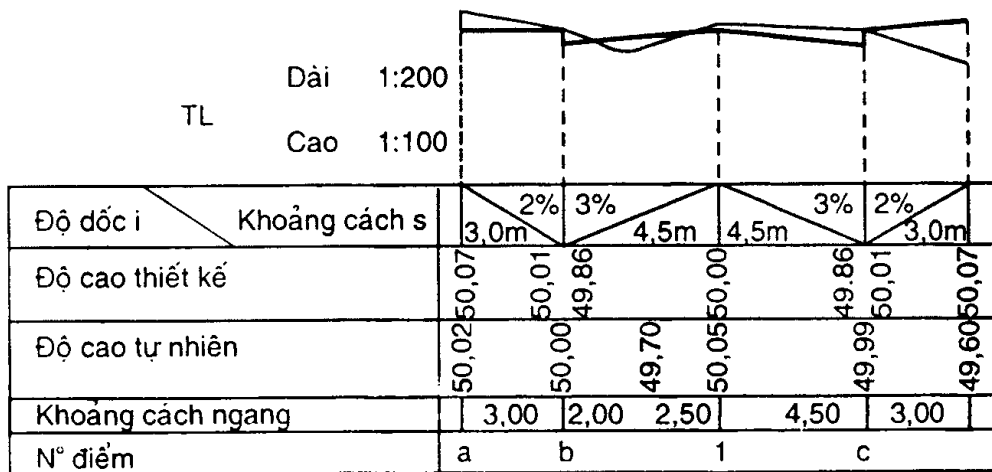 Dài 1:200
TL
Cao 1:100
Độ dốc i Khoảng cách s 2% 3% 3% 2%
3,0m 4,5m 4,5m 3,0m
Độ cao thiết kế 50,07 50,01 49,86 50,00 49.86 50,01 50,07
Độ cao tự nhiên 50,02 50,00 49,70 50,05 49,99 49,60
Khoảng cách ngang 3,00 2,00 2,50 4,50 3,00
N° điểm a b 1 c